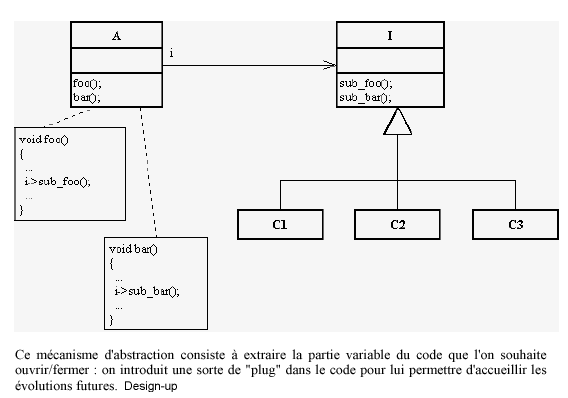 A
i
I
foo();
bar();
sub_foo();
sub_bar();
void foo()
{
...
i->sub_foo();
...
}
C1
C2
C3
void bar()
{
...
i->sub_bar();
...
}
Ce mécanisme d'abstraction consiste à extraire la partie variable du code que l'on souhaite
ouvrir/fermer : on introduit une sorte de "plug" dans le code pour lui permettre d'accueillir les
évolutions futures. Design-up